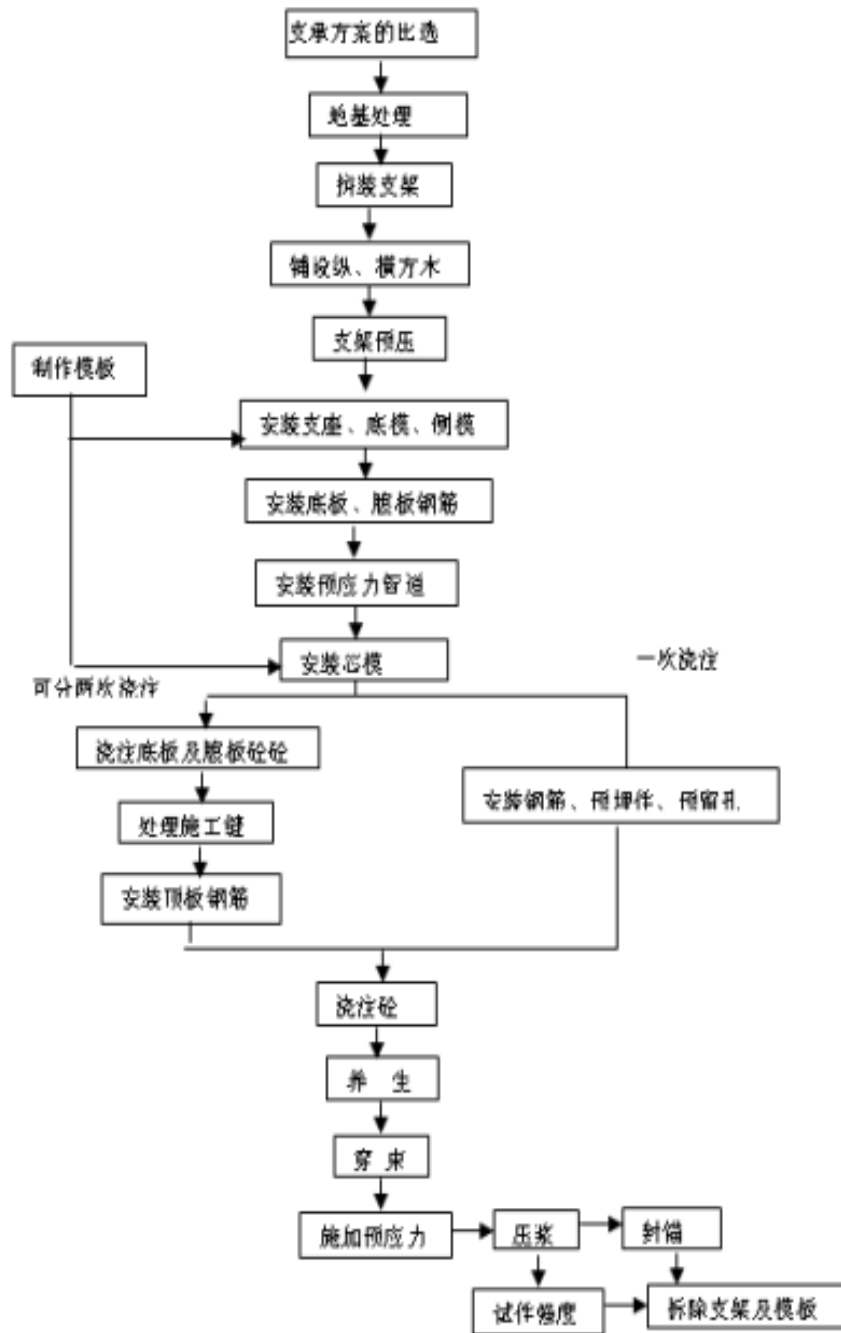 支承方案的比选
地基处理
拼装支架
铺设纵、横方木
支架预压
制作模板
安装支座、底模、侧模
安装底板、腹板钢筋
安装预应力管道
安装芯模
一次浇注
可分两次浇注
浇注底板及腹板砼砼
安装钢筋、预埋件、预留孔
处理施工缝
安装顶板钢筋
浇注砼
养 生
穿 束
施加预应力
压浆
封锚
试件强度
拆除支架及模板